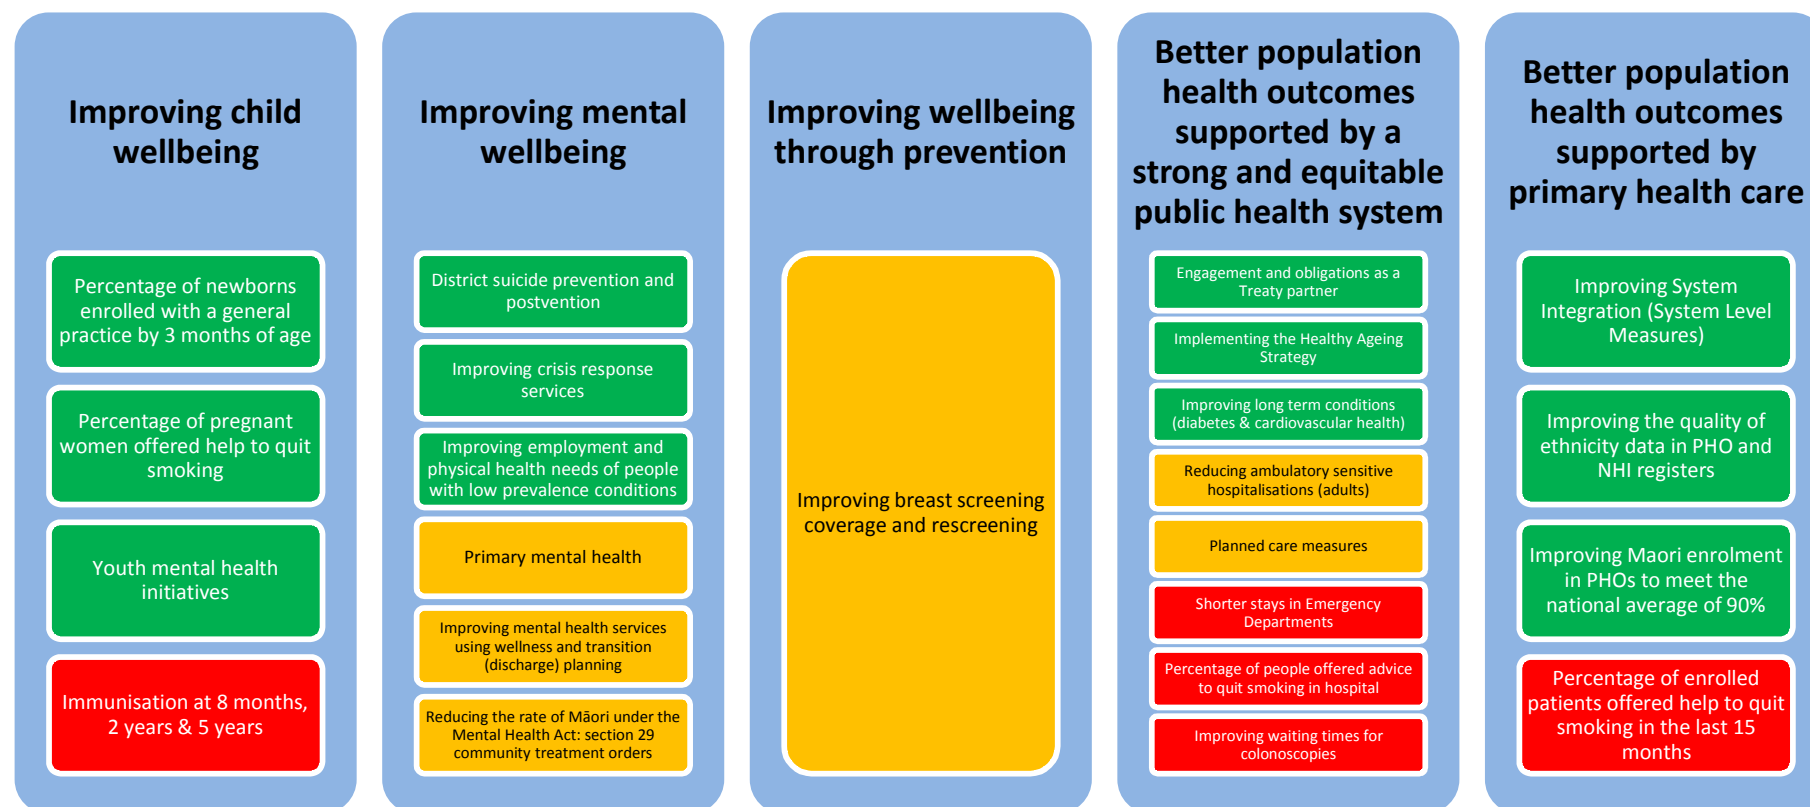 Improving child
wellbeing
Percentage of newborns
enrolled with a general
practice by 3 months of age
Percentage of pregnant
women offered help to quit
smoking
Youth mental health
initiatives
Immunisation at 8 months,
2 years & 5 years
Improving mental
wellbeing
District suicide prevention and
postvention
Improving crisis response
services
Improving employment and
physical health needs of people
with low prevalence conditions
Primary mental health
Improving mental health services
using wellness and transition
(discharge) planning
Reducing the rate of Māori under the
Mental Health Act: section 29
community treatment orders
Improving wellbeing
through prevention
Improving breast screening
coverage and rescreening
Better population
health outcomes
supported by a
strong and equitable
public health system
Engagement and obligations as a
Treaty partner
Implementing the Healthy Ageing
Strategy
Improving long term conditions
(diabetes & cardiovascular health)
Reducing ambulatory sensitive
hospitalisations (adults)
Planned care measures
Shorter stays in Emergency
Departments
Percentage of people offered advice
to quit smoking in hospital
Improving waiting times for
colonoscopies
Better population
health outcomes
supported by
primary health care
Improving System
Integration (System Level
Measures)
Improving the quality of
ethnicity data in PHO and
NHI registers
Improving Maori enrolment
in PHOs to meet the
national average of 90%
Percentage of enrolled
patients offered help to quit
smoking in the last 15
months